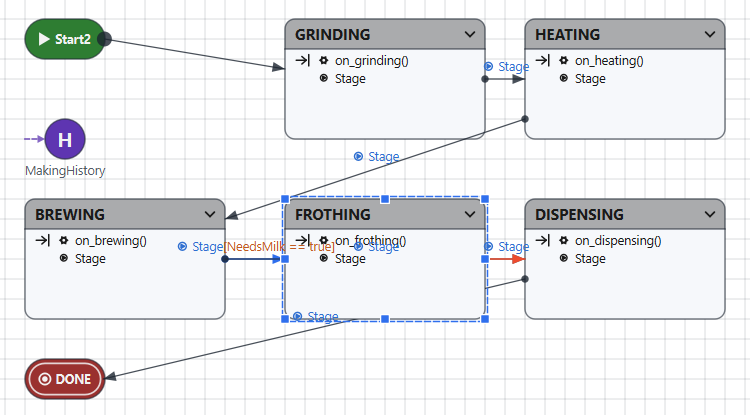 Start2
GRINDING
on_grinding()
Stage
Stage
HEATING
on_heating()
Stage
H
MakingHistory
Stage
BREWING
on_brewing()
Stage
Stage[NeedsMilk == true]
FROTHING
on_frothing()
Stage
Stage
Stage
DISPENSING
on_dispensing()
Stage
Stage
DONE